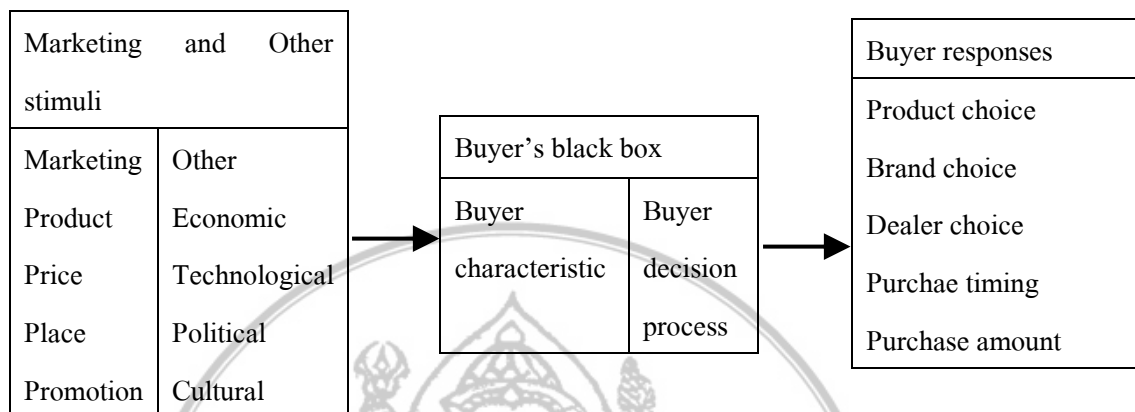 Marketing and Other
stimuli
Marketing
Product
Price
Place
Promotion
Other
Economic
Technological
Political
Cultural
Buyer's black box
Buyer
characteristic
Buyer
decision
process
Buyer responses
Product choice
Brand choice
Dealer choice
Purchae timing
Purchase amount